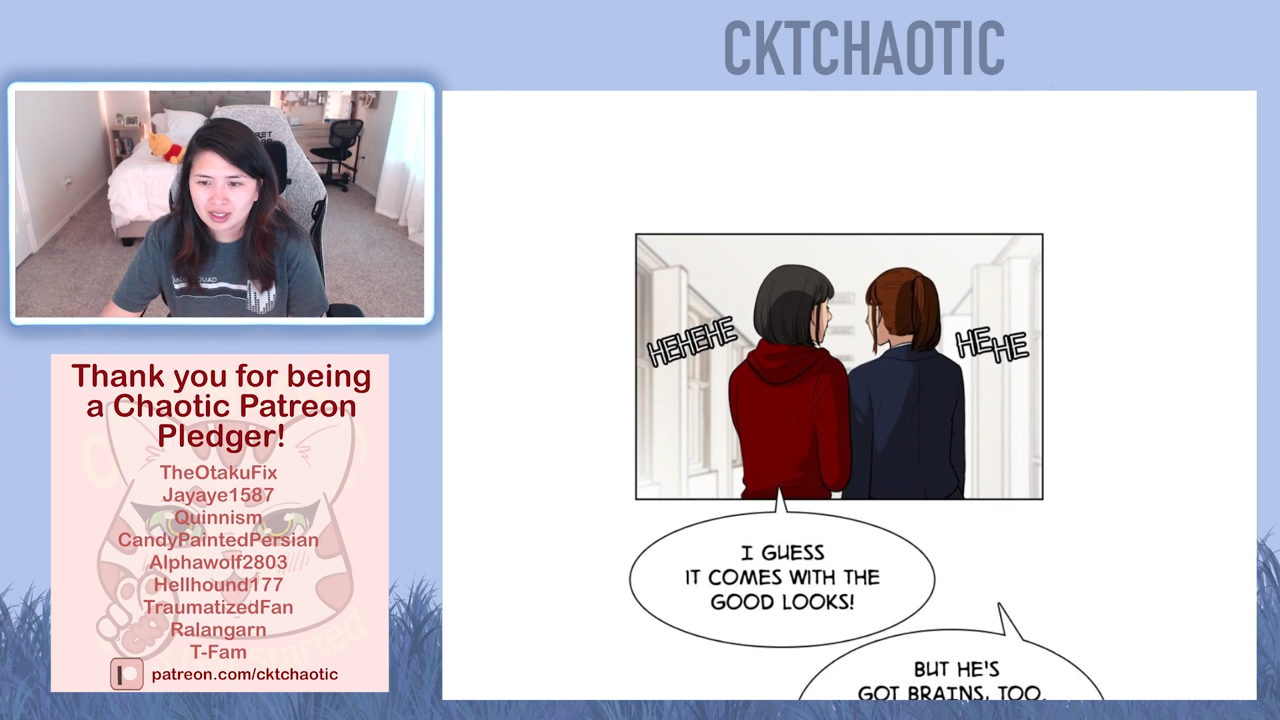 CKTCHAOTIC
Thank you for being
a Chaotic Patreon
Pledger!
TheOtakuFix
Jayaye1587
Quinnism
CandyPaintedPersian
Alphawolf2803
Hellhound177
TraumatizedFan
Ralangarn
T-Fam
patreon.com/cktchaotic
HEHEHE
HEHE
I GUESS
IT COMES WITH THE
GOOD LOOKS!
BUT HE'S
GOT BRAINS, TOO.